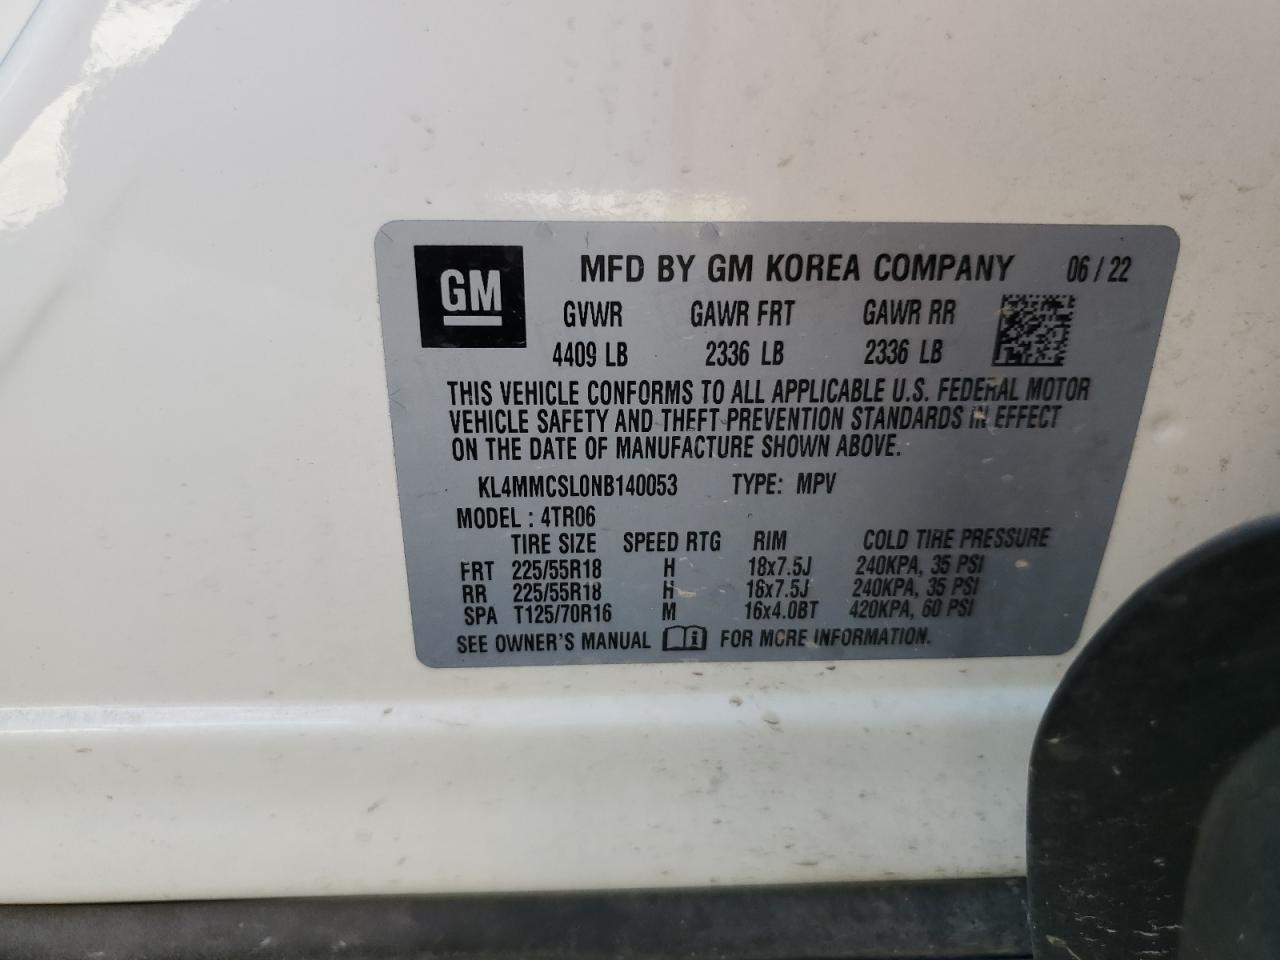 GM MFD BY GM KOREA COMPANY 06 / 22
GVWR GAWR FRT GAWR RR
4409 LB 2336 LB 2336 LB
THIS VEHICLE CONFORMS TO ALL APPLICABLE U.S. FEDERAL MOTOR
VEHICLE SAFETY AND THEFT PREVENTION STANDARDS IN EFFECT
ON THE DATE OF MANUFACTURE SHOWN ABOVE.
KL4MMCSL0NB140053 TYPE: MPV
MODEL : 4TR06
TIRE SIZE SPEED RTG RIM COLD TIRE PRESSURE
FRT 225/55R18 H 18x7.5J 240KPA, 35 PSI
RR 225/55R18 H 18x7.5J 240KPA, 35 PSI
SPA T125/70R16 M 16x4.0BT 420KPA, 60 PSI
SEE OWNER'S MANUAL FOR MORE INFORMATION.